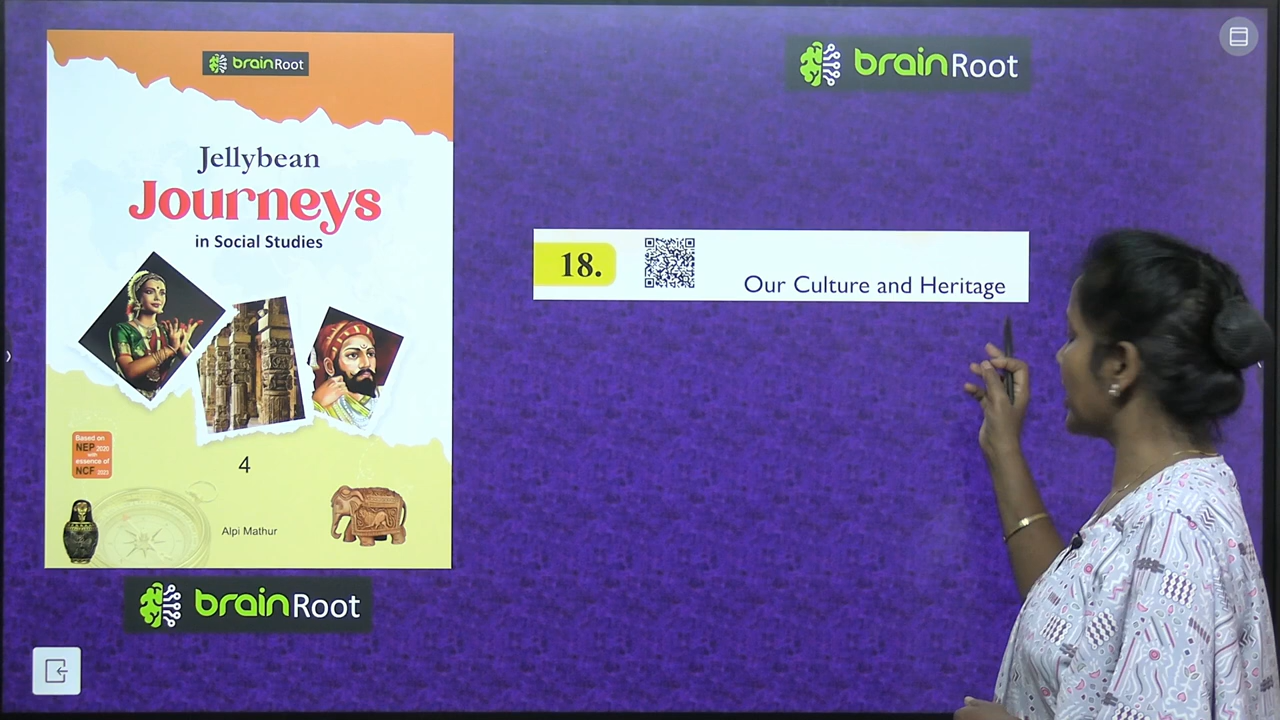 brainRoot
Jellybean
Journeys
in Social Studies
Based on
NEP 2020
with
essence of
NCF 2023
4
Alpi Mathur
brainRoot
brainRoot
18.
Our Culture and Heritage